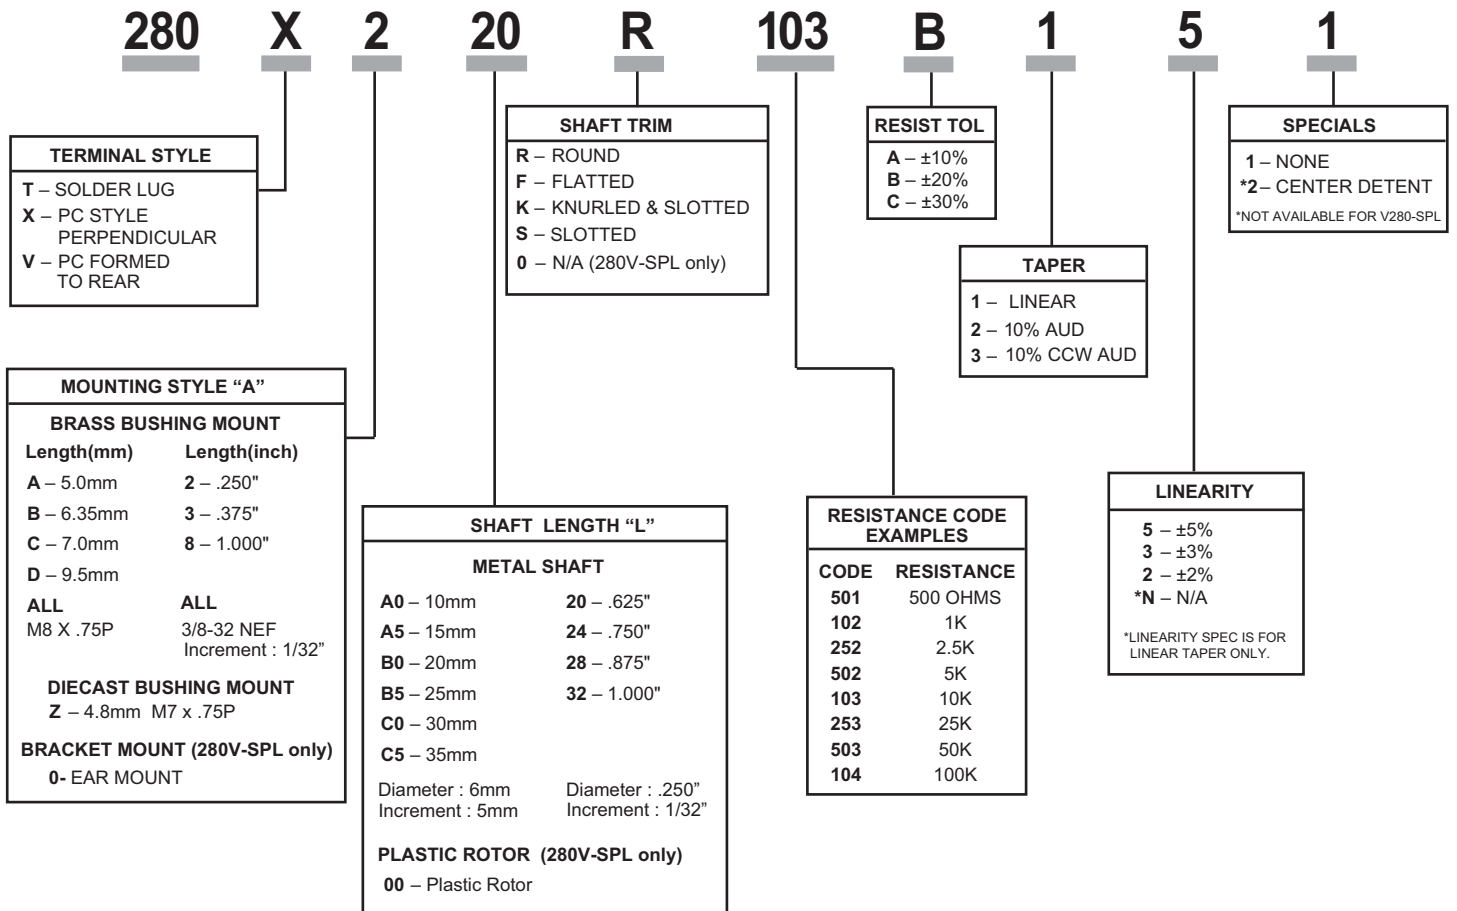 280 X 2 20 R 103 B 1 5 1
TERMINAL STYLE
T – SOLDER LUG
X – PC STYLE
PERPENDICULAR
V – PC FORMED
TO REAR
SHAFT TRIM
R – ROUND
F – FLATTED
K – KNURLED & SLOTTED
S – SLOTTED
0 – N/A (280V-SPL only)
RESIST TOL
A – ±10%
B – ±20%
C – ±30%
SPECIALS
1 – NONE
*2 – CENTER DETENT
*NOT AVAILABLE FOR V280-SPL
TAPER
1 – LINEAR
2 – 10% AUD
3 – 10% CCW AUD
MOUNTING STYLE “A”
BRASS BUSHING MOUNT
Length(mm) Length(inch)
A – 5.0mm 2 – .250"
B – 6.35mm 3 – .375"
C – 7.0mm 8 – 1.000"
D – 9.5mm
ALL ALL
M8 X .75P 3/8-32 NEF
Increment : 1/32”
DIECAST BUSHING MOUNT
Z – 4.8mm M7 x .75P
BRACKET MOUNT (280V-SPL only)
0- EAR MOUNT
SHAFT LENGTH “L”
METAL SHAFT
A0 – 10mm 20 – .625"
A5 – 15mm 24 – .750"
B0 – 20mm 28 – .875"
B5 – 25mm 32 – 1.000"
C0 – 30mm
C5 – 35mm
Diameter : 6mm Diameter : .250”
Increment : 5mm Increment : 1/32”
PLASTIC ROTOR (280V-SPL only)
00 – Plastic Rotor
RESISTANCE CODE
EXAMPLES
CODE RESISTANCE
501 500 OHMS
102 1K
252 2.5K
502 5K
103 10K
253 25K
503 50K
104 100K
LINEARITY
5 – ±5%
3 – ±3%
2 – ±2%
*N – N/A
*LINEARITY SPEC IS FOR
LINEAR TAPER ONLY.